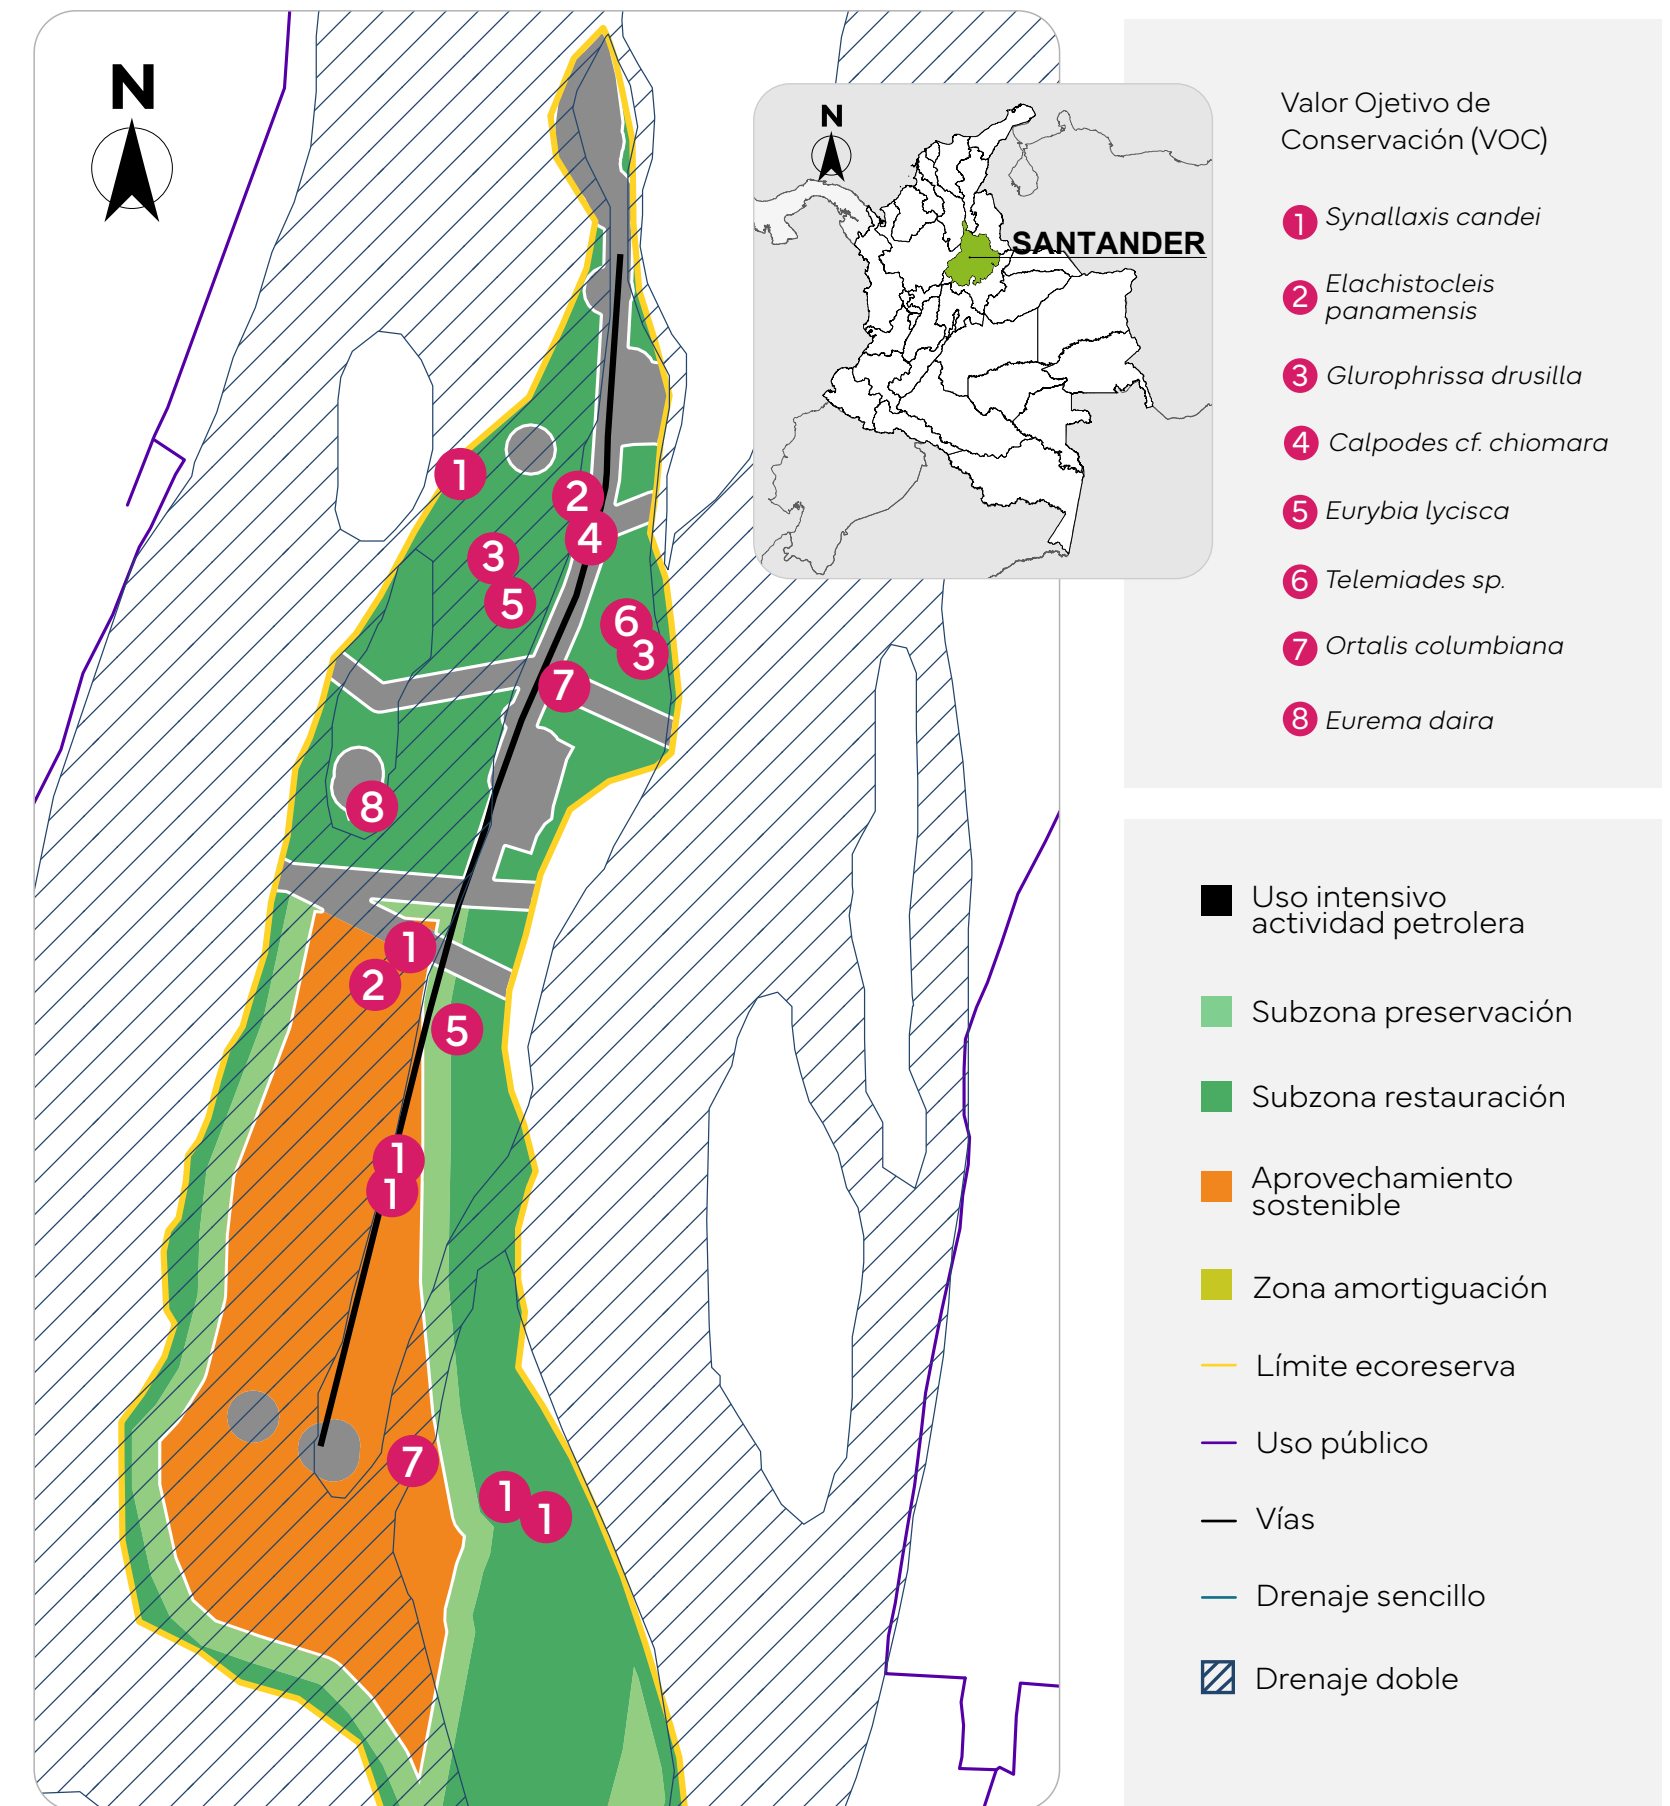 N
N
SANTANDER
1
2
4
3
5
6
3
7
8
1
2
5
1
1
7
1
1
Valor Ojetivo de
Conservación (VOC)
1 Synallaxis candei
2 Elachistocleis
panamensis
3 Glurophrissa drusilla
4 Calpodes cf. chiomara
5 Eurybia lycisca
6 Telemiades sp.
7 Ortalis columbiana
8 Eurema daira
Uso intensivo
actividad petrolera
Subzona preservación
Subzona restauración
Aprovechamiento
sostenible
Zona amortiguación
Límite ecoreserva
Uso público
Vías
Drenaje sencillo
Drenaje doble